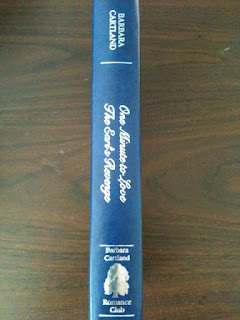 BARBARA
CARTLAND
One Minute to Love
The Earl's Revenge
Barbara
Cartland
Romance
Club